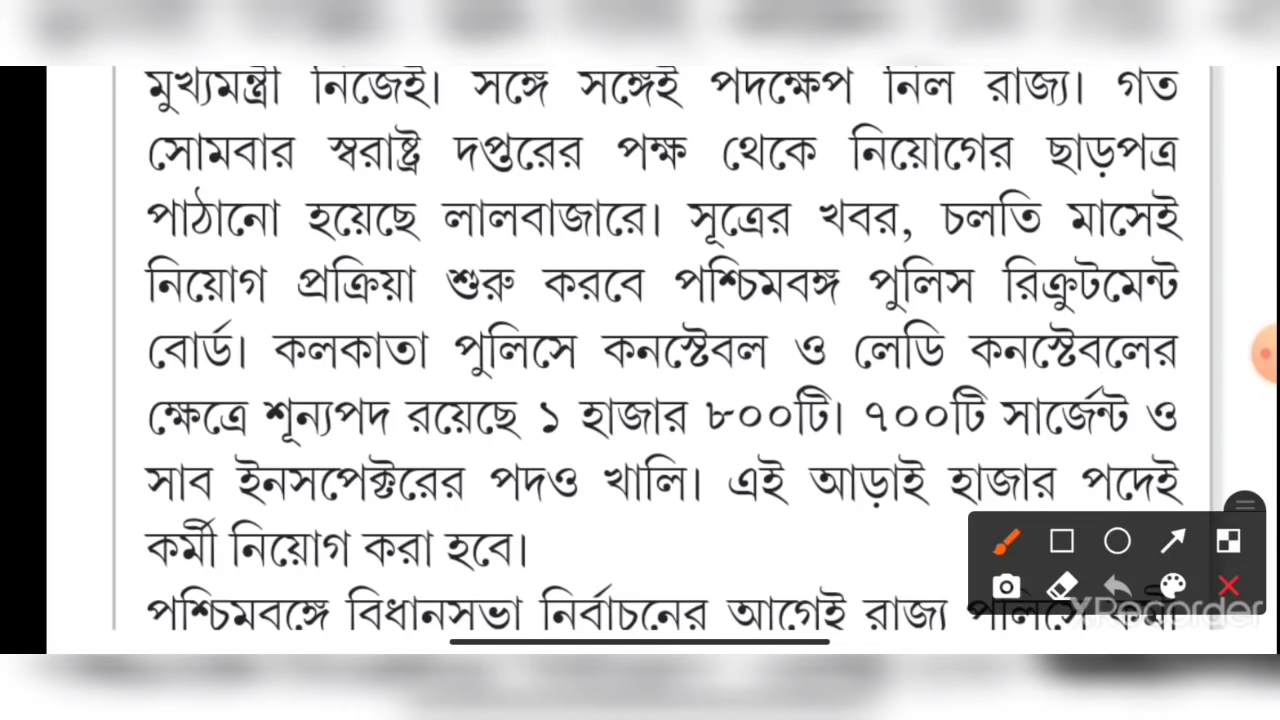 মুখ্যমন্ত্রী নিজেই। সঙ্গে সঙ্গেই পদক্ষেপ নিল রাজ্য। গত
সোমবার স্বরাষ্ট্র দপ্তরের পক্ষ থেকে নিয়োগের ছাড়পত্র
পাঠানো হয়েছে লালবাজারে। সূত্রের খবর, চলতি মাসেই
নিয়োগ প্রক্রিয়া শুরু করবে পশ্চিমবঙ্গ পুলিস রিক্রুটমেন্ট
বোর্ড। কলকাতা পুলিসে কনস্টেবল ও লেডি কনস্টেবলের
ক্ষেত্রে শূন্যপদ রয়েছে ১ হাজার ৮০০টি। ৭০০টি সার্জেন্ট ও
সাব ইনসপেক্টরের পদও খালি। এই আড়াই হাজার পদেই
কর্মী নিয়োগ করা হবে।
পশ্চিমবঙ্গে বিধানসভা নির্বাচনের আগেই রাজ্য পুলিসে কর্মী
XRecorder